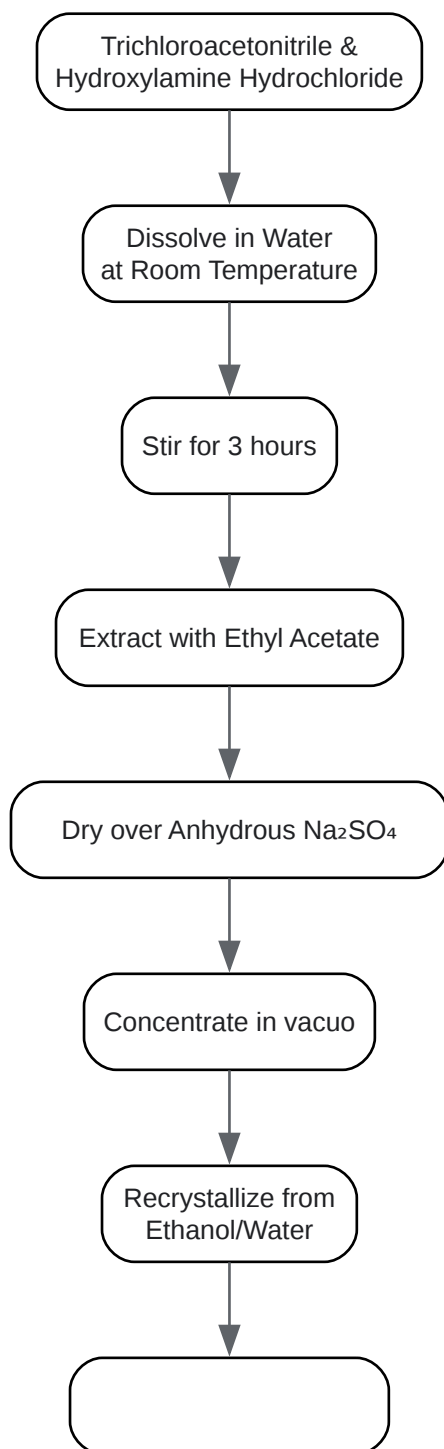 Trichloroacetonitrile &
Hydroxylamine Hydrochloride
Dissolve in Water
at Room Temperature
Stir for 3 hours
Extract with Ethyl Acetate
Dry over Anhydrous Na₂SO₄
Concentrate in vacuo
Recrystallize from
Ethanol/Water